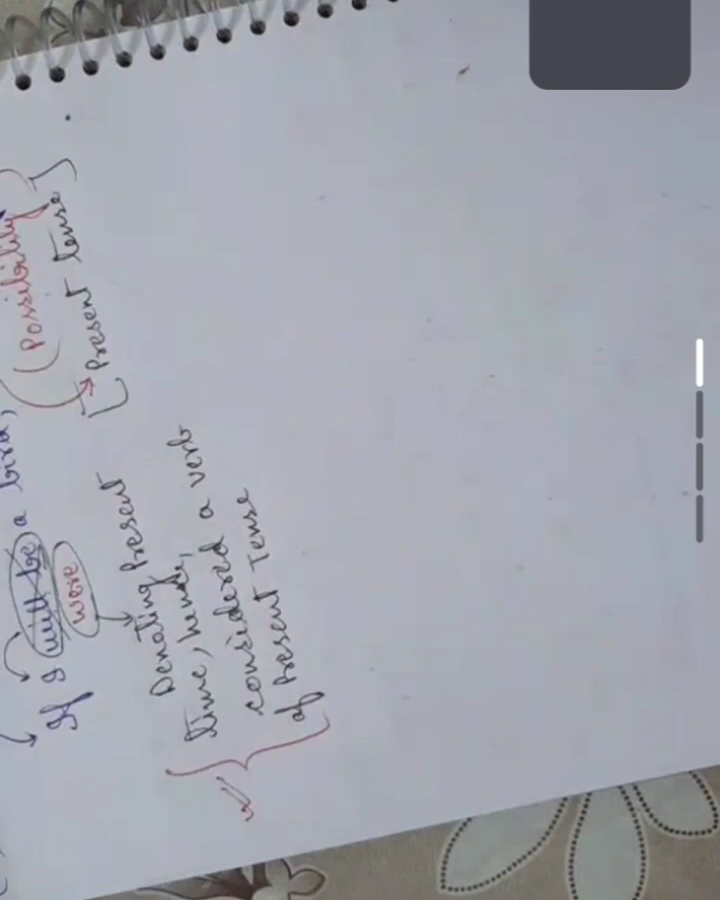 If I will be a bird, (Possibility)
were [Present tense]
Denoting Present
time, hence,
considered a verb
of Present Tense